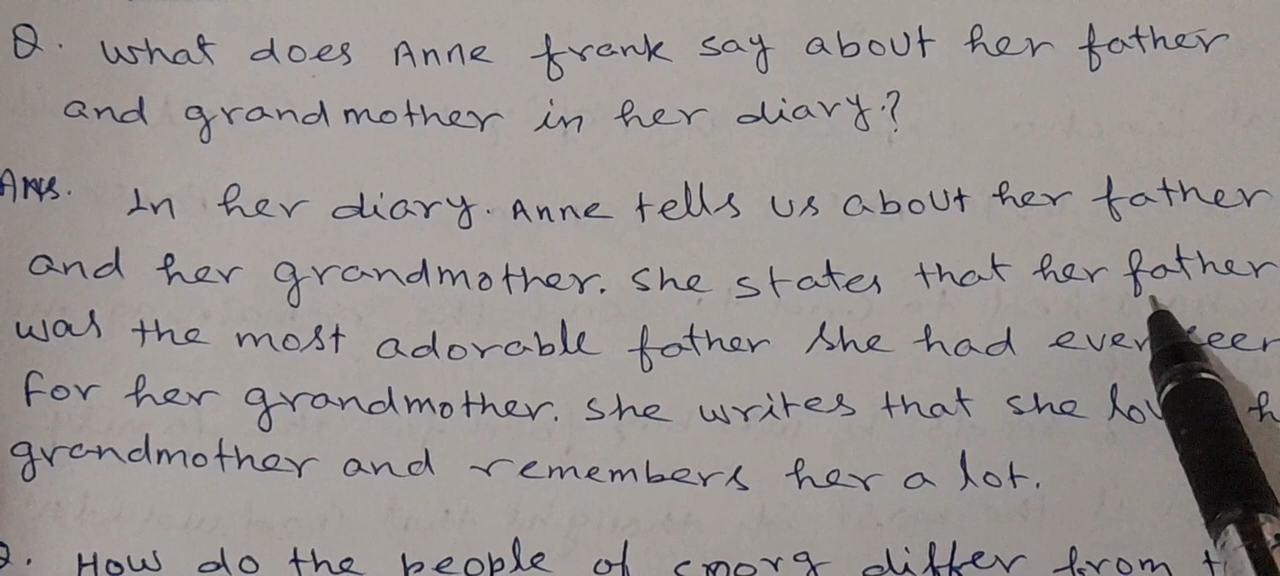 Q. What does Anne frank say about her father
and grandmother in her diary?
Ans. In her diary. Anne tells us about her father
and her grandmother. She states that her father
was the most adorable father she had ever
For her grandmother. She writes that she
grandmother and remembers her a lot.
How do the people of differ from